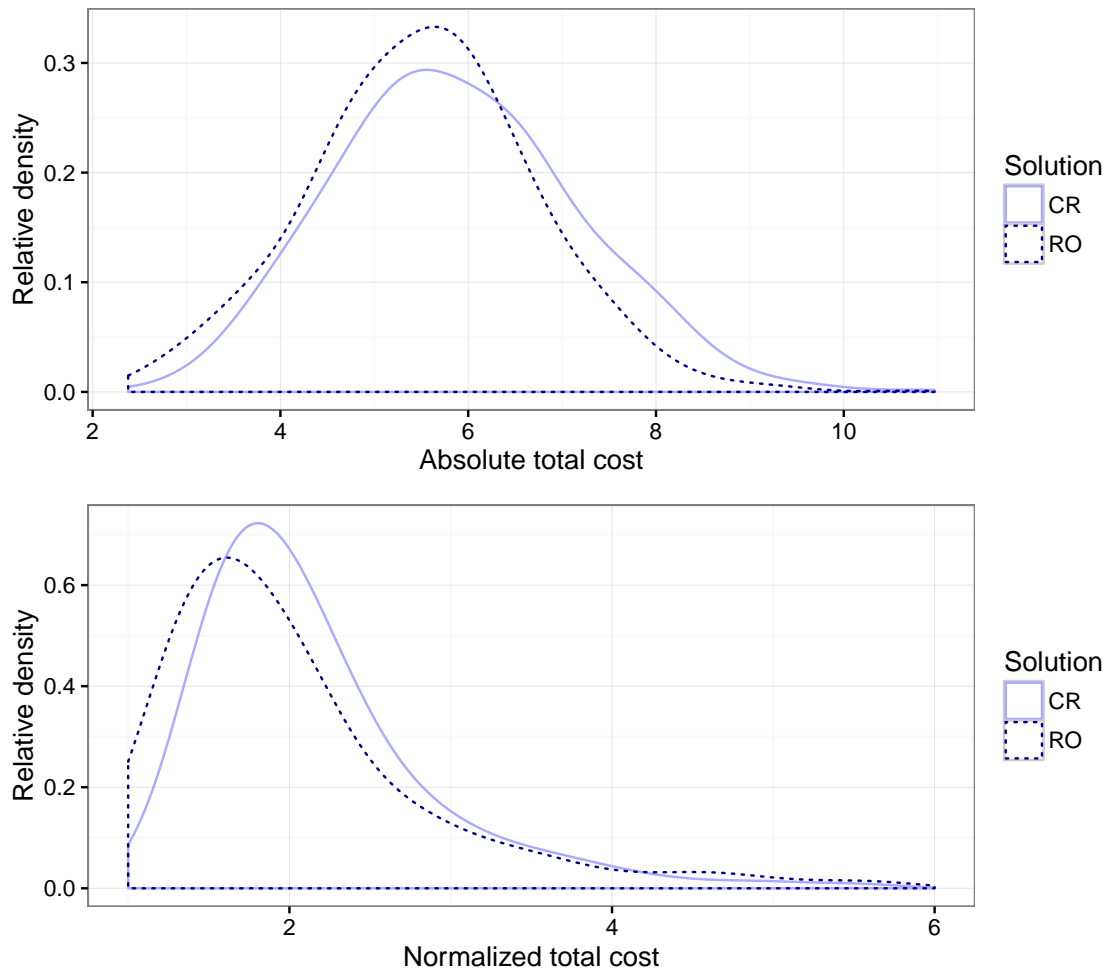 0.3
0.2
0.1
0.0
Relative density
2
4
6
8
10
Absolute total cost
Solution
CR
RO
0.6
0.4
0.2
0.0
Relative density
2
4
6
Normalized total cost
Solution
CR
RO